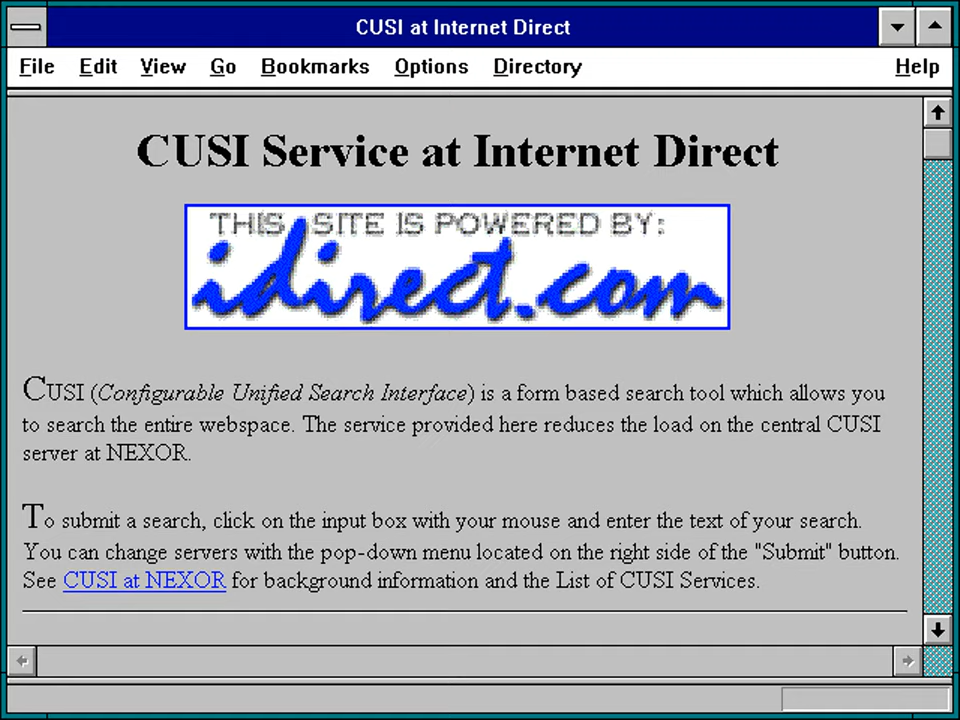 CUSI at Internet Direct
File Edit View Go Bookmarks Options Directory Help
CUSI Service at Internet Direct
THIS SITE IS POWERED BY:
idirect.com
CUSI (Configurable Unified Search Interface) is a form based search tool which allows you
to search the entire webspace. The service provided here reduces the load on the central CUSI
server at NEXOR.
To submit a search, click on the input box with your mouse and enter the text of your search.
You can change servers with the pop-down menu located on the right side of the "Submit" button.
See CUSI at NEXOR for background information and the List of CUSI Services.